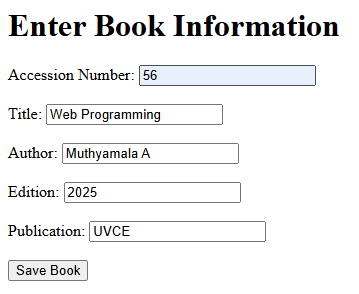 Enter Book Information
Accession Number: 56
Title: Web Programming
Author: Muthyamala A
Edition: 2025
Publication: UVCE
Save Book